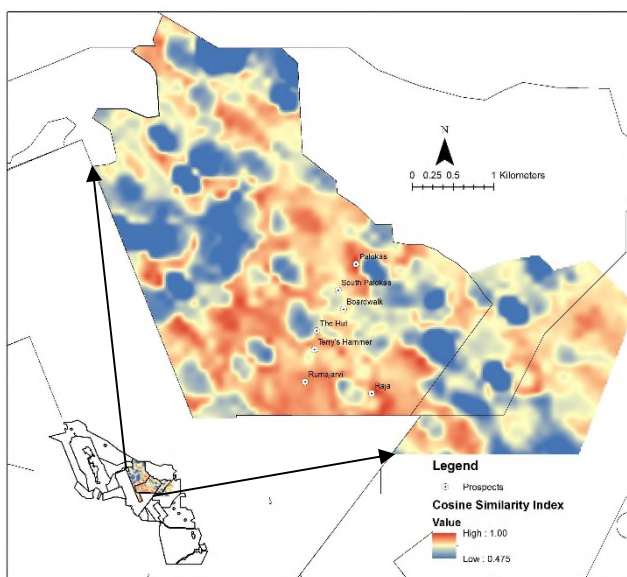 N
0 0.25 0.5 1 Kilometers
Palokas
South Palokas
Boardwalk
The Hut
Terry's Hammer
Rumajarvi
Raja
Legend
Prospects
Cosine Similarity Index
Value
High : 1.00
Low : 0.475